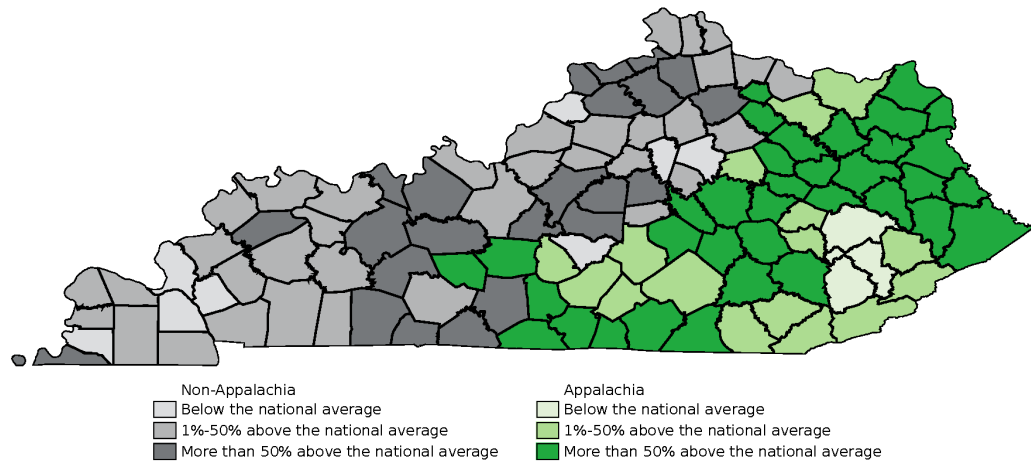 Non-Appalachia
Below the national average
1%-50% above the national average
More than 50% above the national average
Appalachia
Below the national average
1%-50% above the national average
More than 50% above the national average